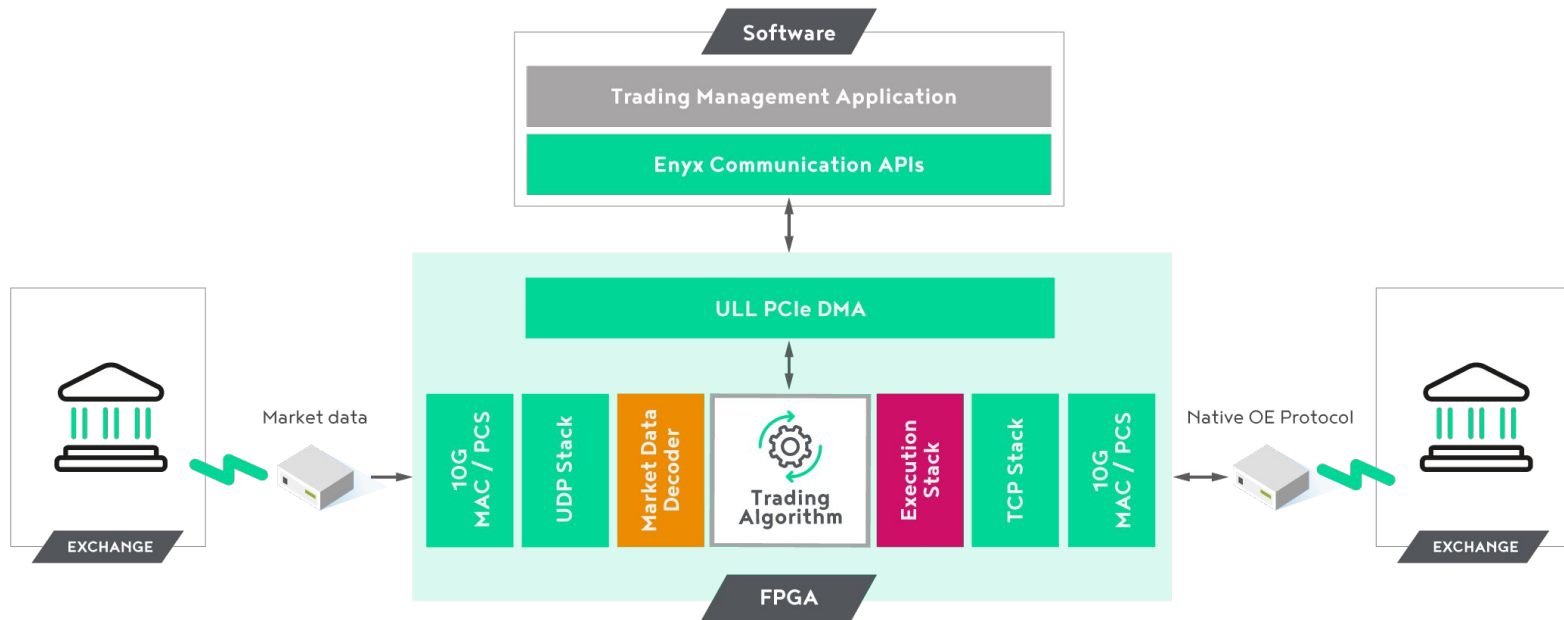 Software
Trading Management Application
Enyx Communication APIs
ULL PCIe DMA
Market data
Native OE Protocol
10G
MAC / PCS
UDP Stack
Market Data
Decoder
Trading
Algorithm
Execution
Stack
TCP Stack
10G
MAC / PCS
EXCHANGE
EXCHANGE
FPGA